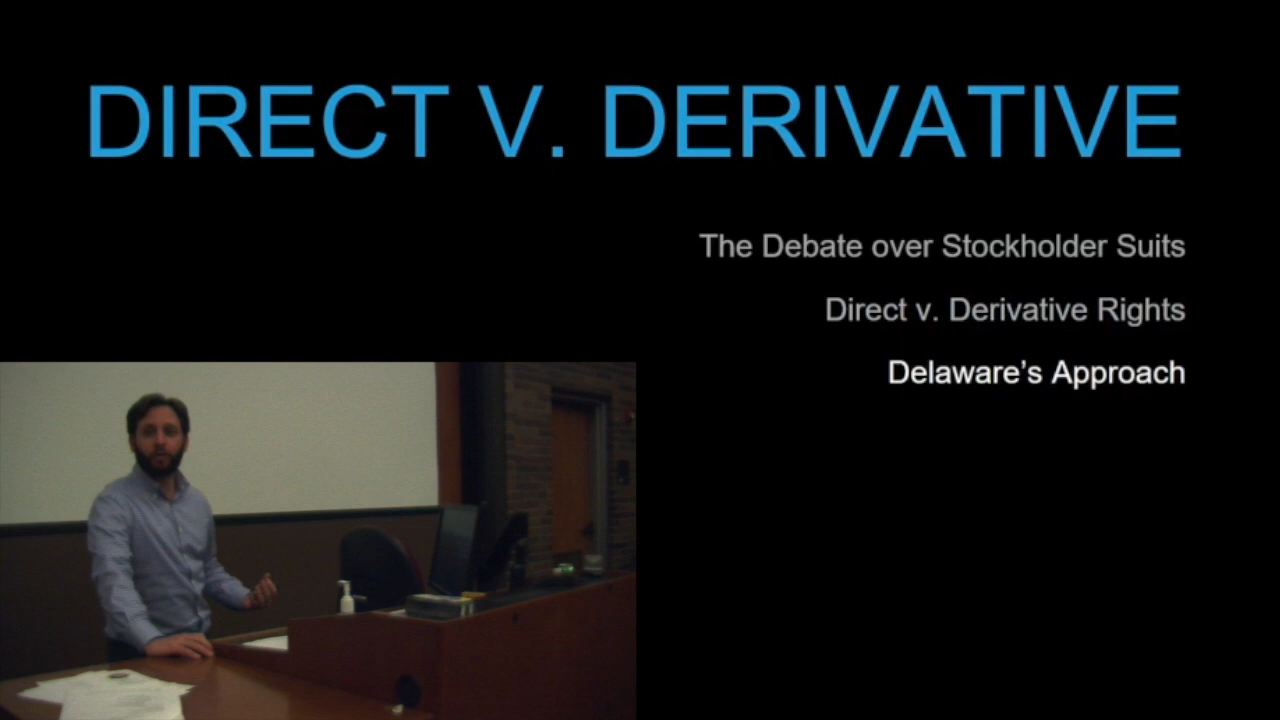 DIRECT V. DERIVATIVE
The Debate over Stockholder Suits
Direct v. Derivative Rights
Delaware's Approach